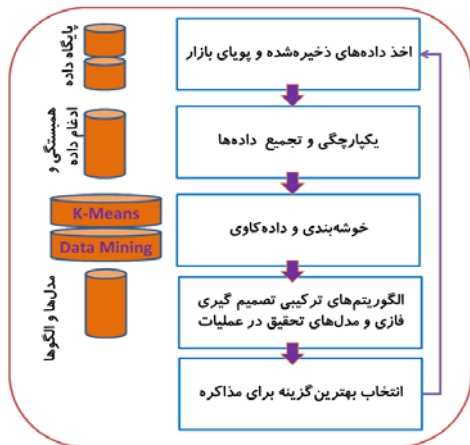 اخذ داده‌های ذخیره‌شده و پویای بازار
پایگاه داده
یکپارچگی و تجمیع داده‌ها
همبستگی و
ادغام داده
خوشه‌بندی و داده‌کاوی
K-Means
Data Mining
الگوریتم‌های ترکیبی تصمیم گیری
فازی و مدل‌های تحقیق در عملیات
مدل‌ها و الگوها
انتخاب بهترین‌گزینه برای مذاکره